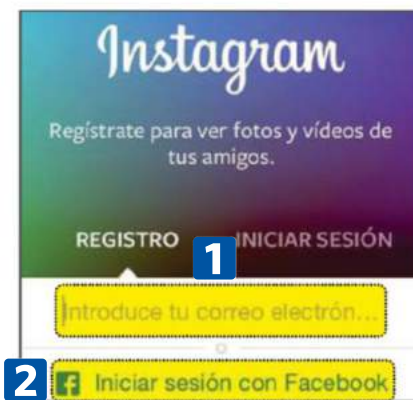 Instagram
Regístrate para ver fotos y vídeos de
tus amigos.
REGISTRO INICIAR SESIÓN
1
Introduce tu correo electrón...
o
2 Iniciar sesión con Facebook